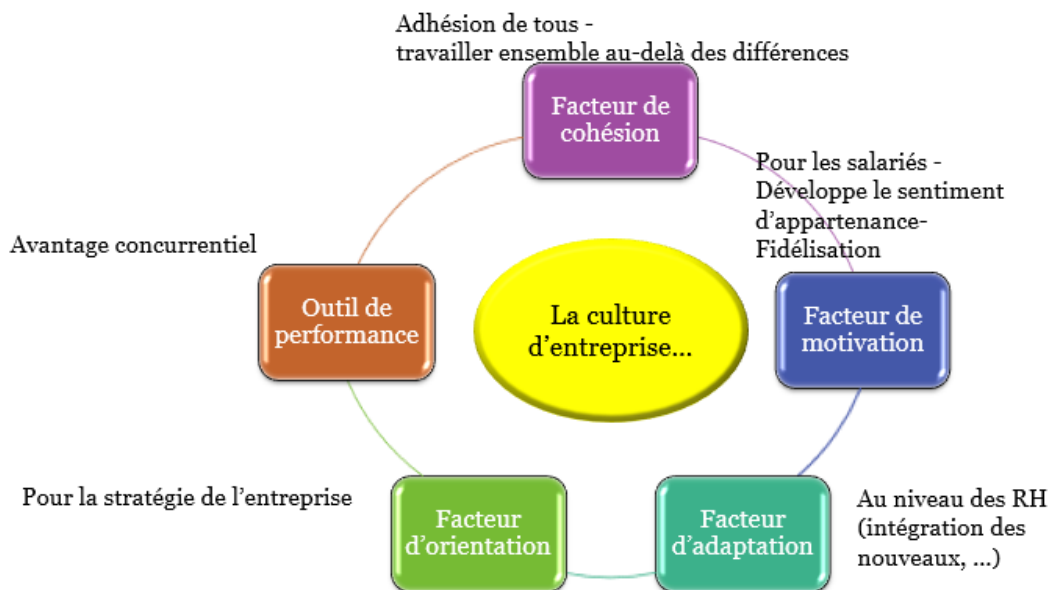 Adhésion de tous -
travailler ensemble au-delà des différences
Facteur de
cohésion
Pour les salariés -
Développe le sentiment
d’appartenance-
Fidélisation
Facteur de
motivation
Avantage concurrentiel
Outil de
performance
La culture
d’entreprise...
Pour la stratégie de l’entreprise
Facteur
d’orientation
Facteur
d’adaptation
Au niveau des RH
(intégration des
nouveaux, ...)